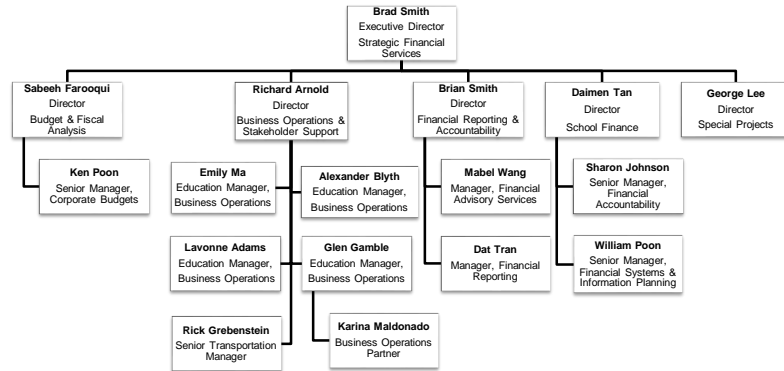 Brad Smith
Executive Director
Strategic Financial
Services
Sabeeh Farooqui
Director
Budget & Fiscal
Analysis
Richard Arnold
Director
Business Operations &
Stakeholder Support
Brian Smith
Director
Financial Reporting &
Accountability
Daimen Tan
Director
School Finance
George Lee
Director
Special Projects
Ken Poon
Senior Manager,
Corporate Budgets
Emily Ma
Education Manager,
Business Operations
Alexander Blyth
Education Manager,
Business Operations
Mabel Wang
Manager, Financial
Advisory Services
Sharon Johnson
Senior Manager,
Financial
Accountability
Lavonne Adams
Education Manager,
Business Operations
Glen Gamble
Education Manager,
Business Operations
Dat Tran
Manager, Financial
Reporting
William Poon
Senior Manager,
Financial Systems &
Information Planning
Rick Grebenstein
Senior Transportation
Manager
Karina Maldonado
Business Operations
Partner